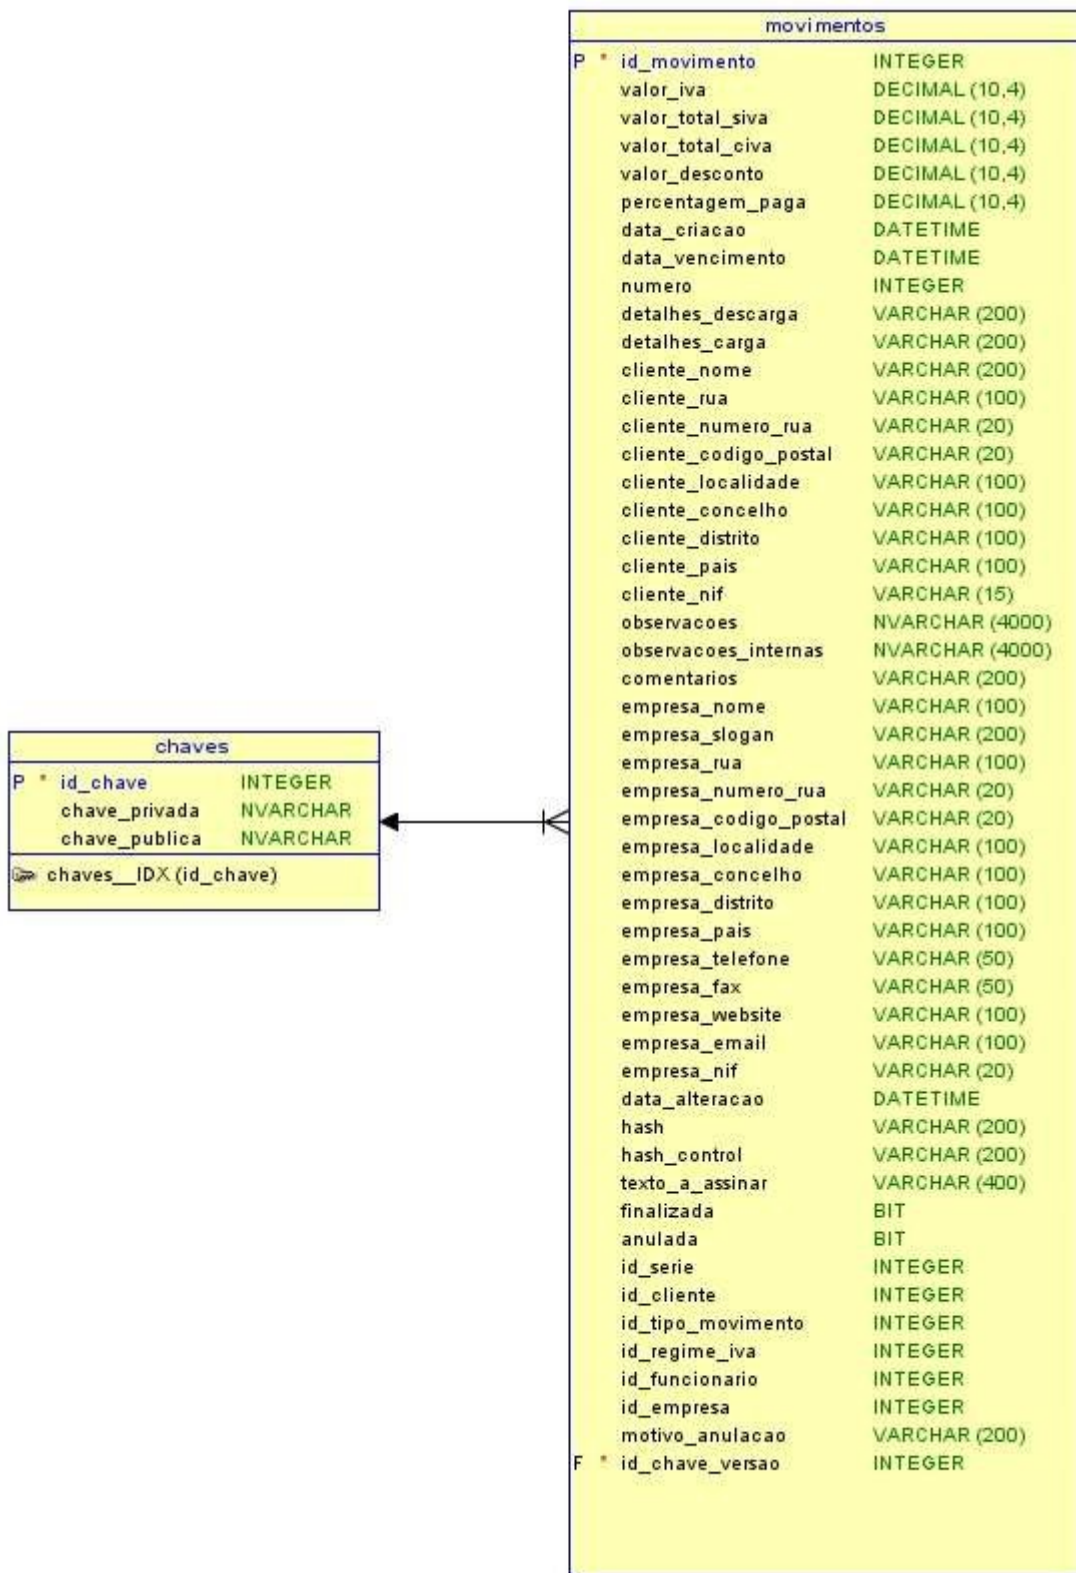 chaves
P * id_chave INTEGER
chave_privada NVARCHAR
chave_publica NVARCHAR
chaves__IDX (id_chave)
movimentos
P * id_movimento INTEGER
valor_iva DECIMAL (10,4)
valor_total_siva DECIMAL (10,4)
valor_total_civa DECIMAL (10,4)
valor_desconto DECIMAL (10,4)
percentagem_paga DECIMAL (10,4)
data_criacao DATETIME
data_vencimento DATETIME
numero INTEGER
detalhes_descarga VARCHAR (200)
detalhes_carga VARCHAR (200)
cliente_nome VARCHAR (200)
cliente_rua VARCHAR (100)
cliente_numero_rua VARCHAR (20)
cliente_codigo_postal VARCHAR (20)
cliente_localidade VARCHAR (100)
cliente_concelho VARCHAR (100)
cliente_distrito VARCHAR (100)
cliente_pais VARCHAR (100)
cliente_nif VARCHAR (15)
observacoes NVARCHAR (4000)
observacoes_internas NVARCHAR (4000)
comentarios VARCHAR (200)
empresa_nome VARCHAR (100)
empresa_slogan VARCHAR (200)
empresa_rua VARCHAR (100)
empresa_numero_rua VARCHAR (20)
empresa_codigo_postal VARCHAR (20)
empresa_localidade VARCHAR (100)
empresa_concelho VARCHAR (100)
empresa_distrito VARCHAR (100)
empresa_pais VARCHAR (100)
empresa_telefone VARCHAR (50)
empresa_fax VARCHAR (50)
empresa_website VARCHAR (100)
empresa_email VARCHAR (100)
empresa_nif VARCHAR (20)
data_alteracao DATETIME
hash VARCHAR (200)
hash_control VARCHAR (200)
texto_a_assinar VARCHAR (400)
finalizada BIT
anulada BIT
id_serie INTEGER
id_cliente INTEGER
id_tipo_movimento INTEGER
id_regime_iva INTEGER
id_funcionario INTEGER
id_empresa INTEGER
motivo_anulacao VARCHAR (200)
F * id_chave_versao INTEGER